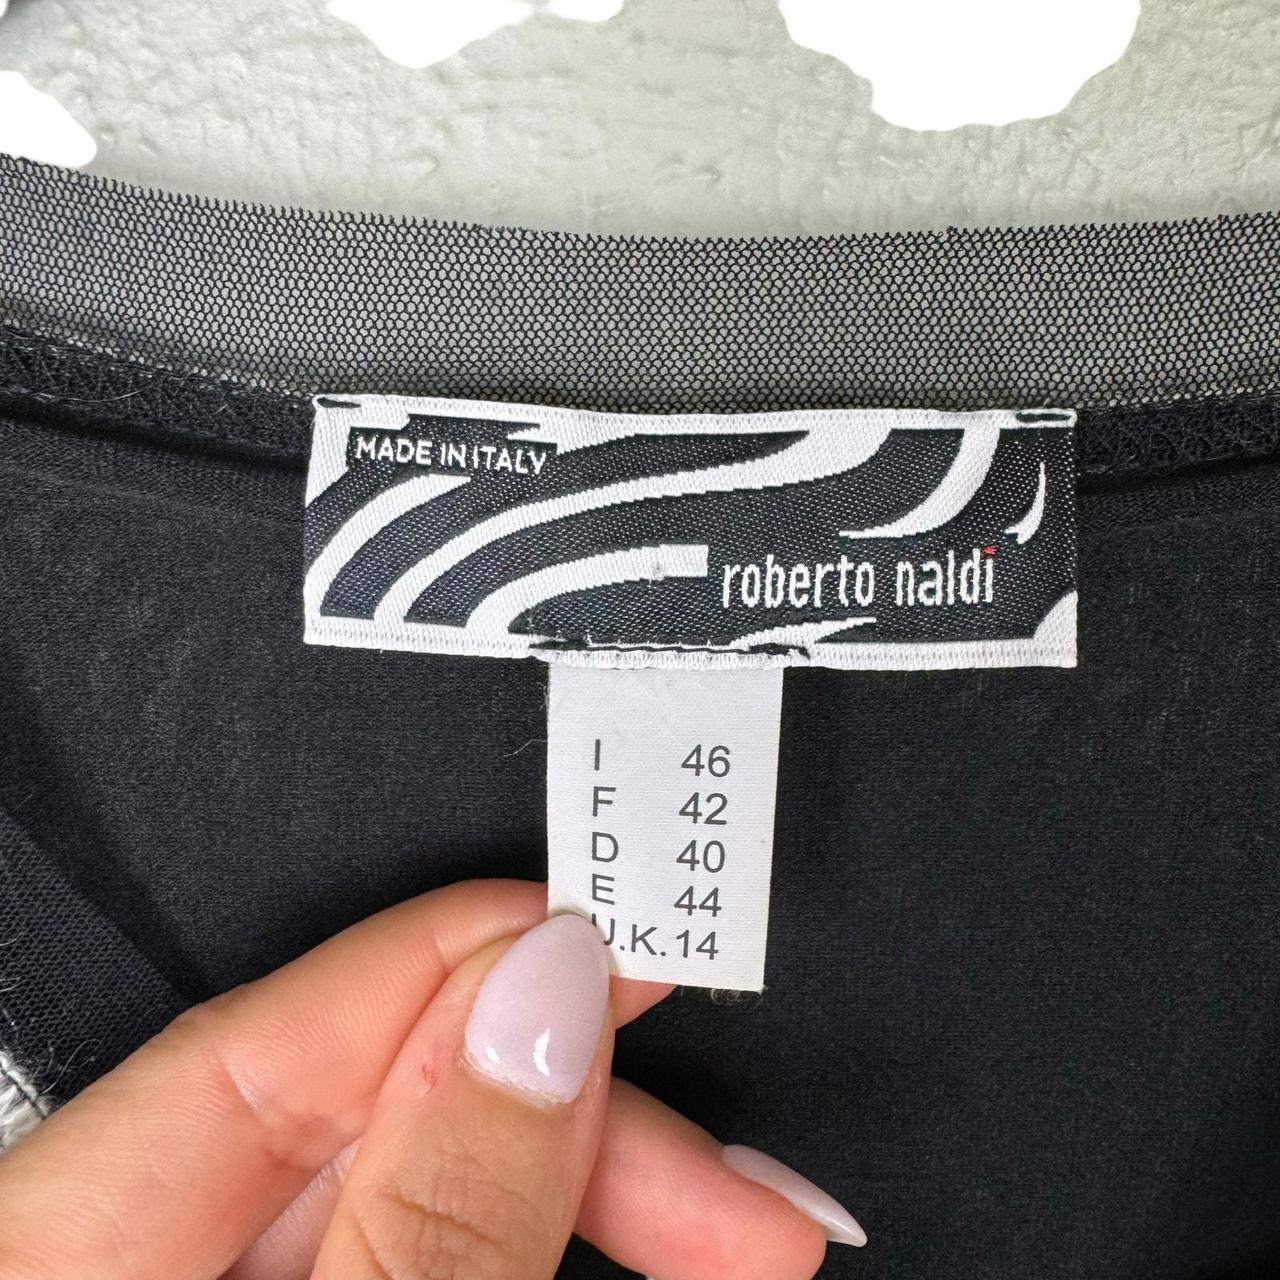 MADE IN ITALY
roberto naldi
I 46
F 42
D 40
E 44
U.K. 14